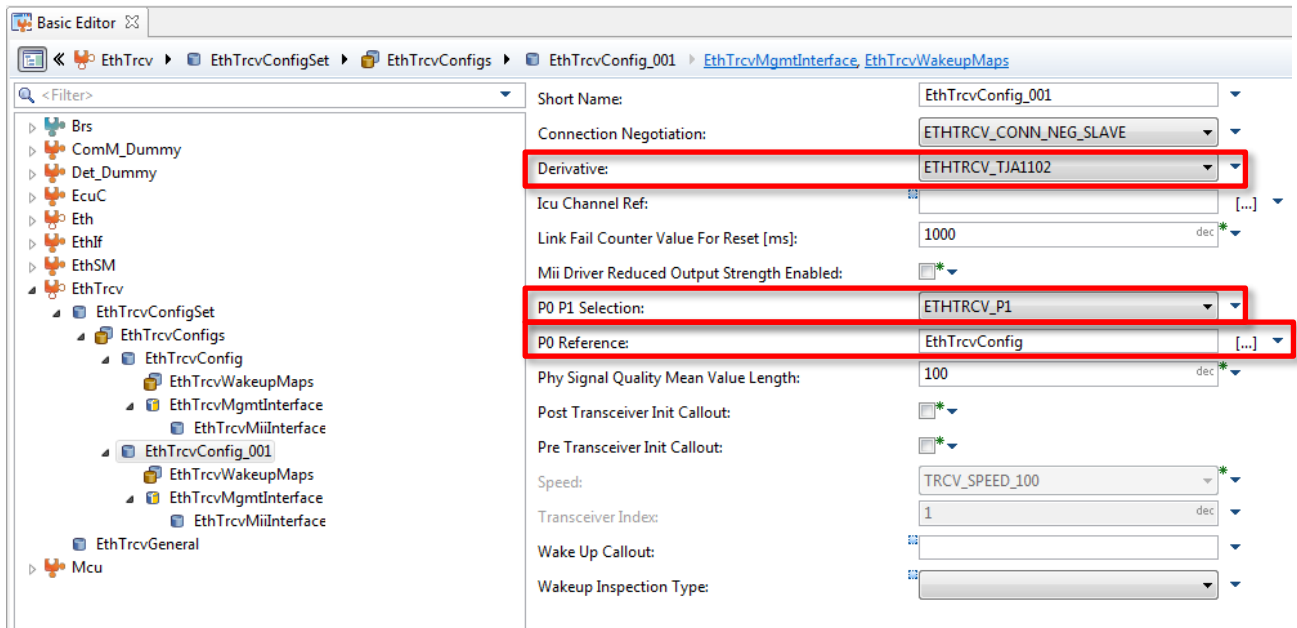 Basic Editor
EthTrcv EthTrcvConfigSet EthTrcvConfigs EthTrcvConfig_001 EthTrcvMgmtInterface, EthTrcvWakeupMaps
<Filter>
Brs
ComM_Dummy
Det_Dummy
EcuC
Eth
EthIf
EthSM
EthTrcv
EthTrcvConfigSet
EthTrcvConfigs
EthTrcvConfig
EthTrcvWakeupMaps
EthTrcvMgmtInterface
EthTrcvMiiInterface
EthTrcvConfig_001
EthTrcvWakeupMaps
EthTrcvMgmtInterface
EthTrcvMiiInterface
EthTrcvGeneral
Mcu
Short Name: EthTrcvConfig_001
Connection Negotiation: ETHTRCV_CONN_NEG_SLAVE
Derivative: ETHTRCV_TJA1102
Icu Channel Ref: [...]
Link Fail Counter Value For Reset [ms]: 1000 dec *
Mii Driver Reduced Output Strength Enabled: *
P0 P1 Selection: ETHTRCV_P1
P0 Reference: EthTrcvConfig [...]
Phy Signal Quality Mean Value Length: 100 dec *
Post Transceiver Init Callout: *
Pre Transceiver Init Callout: *
Speed: TRCV_SPEED_100 *
Transceiver Index: 1 dec
Wake Up Callout:
Wakeup Inspection Type: